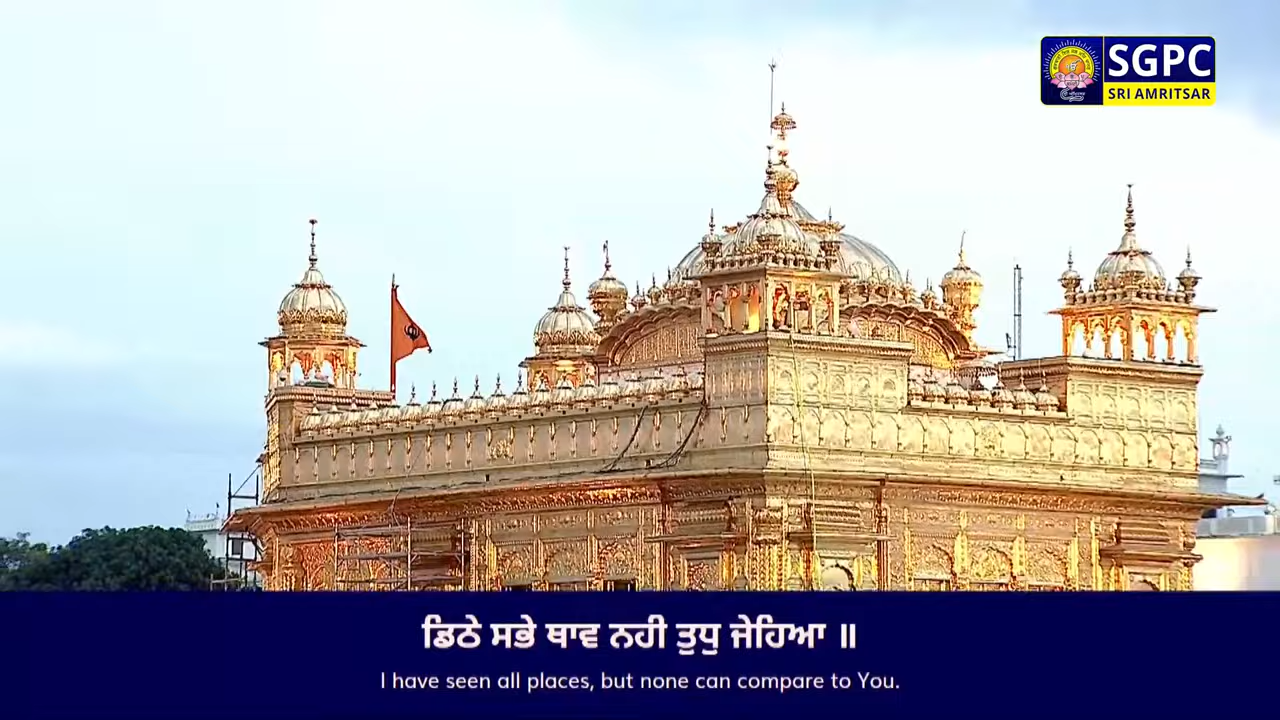 SGPC
SRI AMRITSAR
ਡਿਠੇ ਸਭੇ ਥਾਵ ਨਹੀ ਤੁਧੁ ਜੇਹਿਆ ॥
I have seen all places, but none can compare to You.